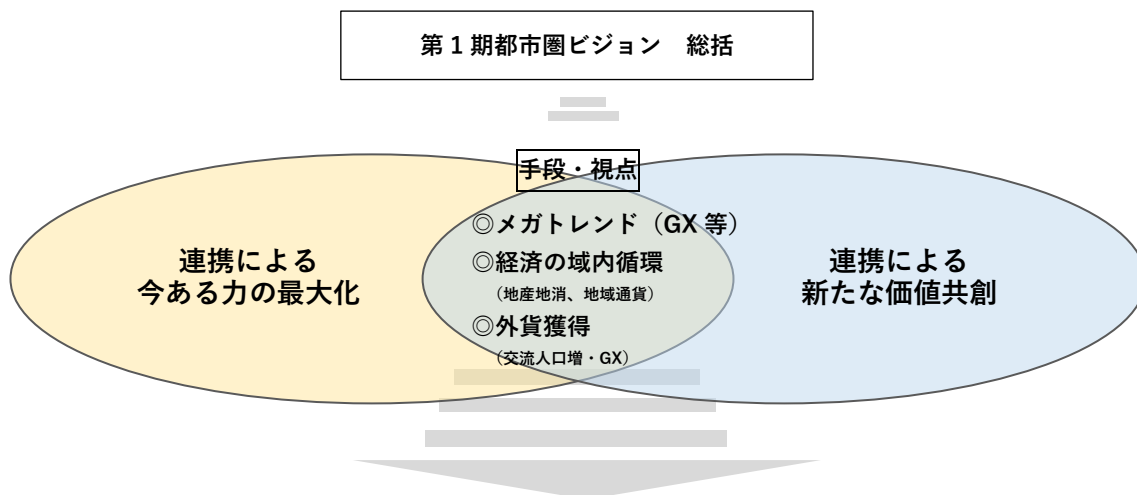 第1期都市圏ビジョン　総括
手段・視点
連携による
今ある力の最大化
◎メガトレンド（GX 等）
◎経済の域内循環
（地産地消、地域通貨）
◎外貨獲得
（交流人口増・GX）
連携による
新たな価値共創